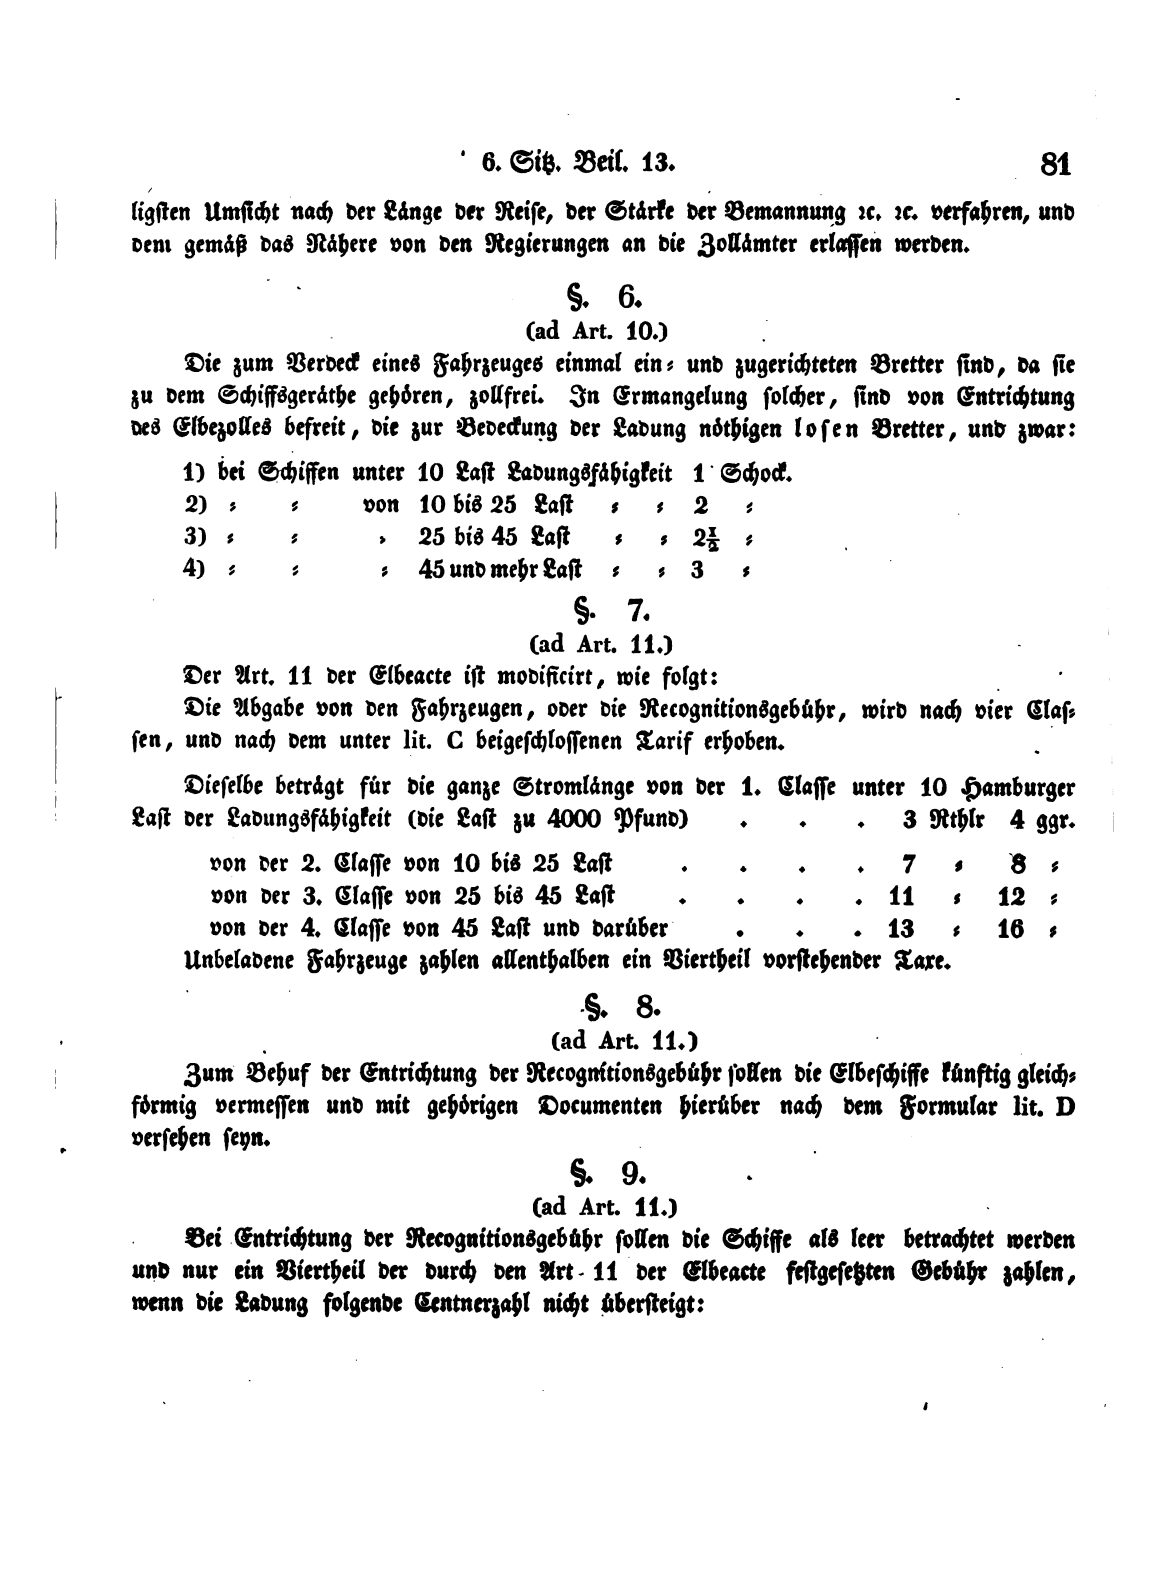 6. Sitz. Beil. 13. 81
ligsten Umsicht nach der Länge der Reise, der Stärke der Bemannung ꝛc. ꝛc. verfahren, und
dem gemäß das Nähere von den Regierungen an die Zollämter erlassen werden.
§. 6.
(ad Art. 10.)
Die zum Verdeck eines Fahrzeuges einmal ein⸗ und zugerichteten Bretter sind, da sie
zu dem Schiffsgeräthe gehören, zollfrei. In Ermangelung solcher, sind von Entrichtung
des Elbezolles befreit, die zur Bedeckung der Ladung nöthigen losen Bretter, und zwar:
1) bei Schiffen unter 10 Last Ladungsfähigkeit 1 Schock.
2) ⸗ ⸗ von 10 bis 25 Last ⸗ ⸗ 2 ⸗
3) ⸗ ⸗ ⸗ 25 bis 45 Last ⸗ ⸗ 2½ ⸗
4) ⸗ ⸗ ⸗ 45 und mehr Last ⸗ ⸗ 3 ⸗
§. 7.
(ad Art. 11.)
Der Art. 11 der Elbeacte ist modificirt, wie folgt:
Die Abgabe von den Fahrzeugen, oder die Recognitionsgebühr, wird nach vier Clas⸗
sen, und nach dem unter lit. C beigeschlossenen Tarif erhoben.
Dieselbe beträgt für die ganze Stromlänge von der 1. Classe unter 10 Hamburger
Last der Ladungsfähigkeit (die Last zu 4000 Pfund) . . . 3 Rthlr 4 ggr.
von der 2. Classe von 10 bis 25 Last . . . . 7 ⸗ 8 ⸗
von der 3. Classe von 25 bis 45 Last . . . . 11 ⸗ 12 ⸗
von der 4. Classe von 45 Last und darüber . . . 13 ⸗ 16 ⸗
Unbeladene Fahrzeuge zahlen allenthalben ein Viertheil vorstehender Taxe.
§. 8.
(ad Art. 11.)
Zum Behuf der Entrichtung der Recognitionsgebühr sollen die Elbeschiffe künftig gleich⸗
förmig vermessen und mit gehörigen Documenten hierüber nach dem Formular lit. D
versehen seyn.
§. 9.
(ad Art. 11.)
Bei Entrichtung der Recognitionsgebühr sollen die Schiffe als leer betrachtet werden
und nur ein Viertheil der durch den Art. 11 der Elbeacte festgesetzten Gebühr zahlen,
wenn die Ladung folgende Centnerzahl nicht übersteigt: